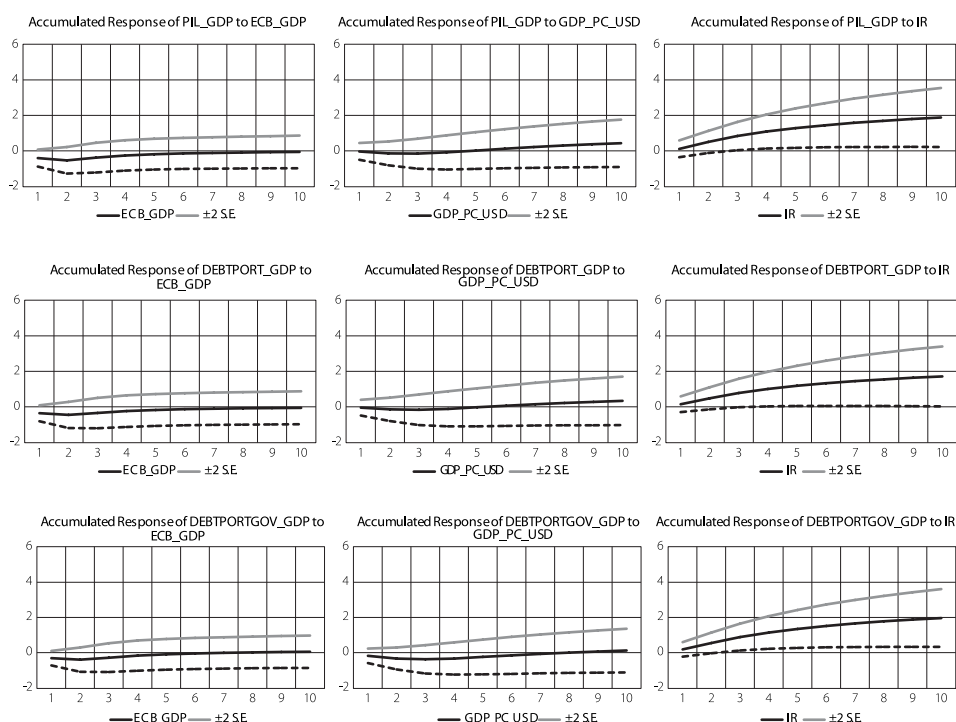 Accumulated Response of PIL_GDP to ECB_GDP
6
4
2
0
-2
1 2 3 4 5 6 7 8 9 10
ECB_GDP ±2 S.E.
Accumulated Response of PIL_GDP to GDP_PC_USD
6
4
2
0
-2
1 2 3 4 5 6 7 8 9 10
GDP_PC_USD ±2 S.E.
Accumulated Response of PIL_GDP to IR
6
4
2
0
-2
1 2 3 4 5 6 7 8 9 10
IR ±2 S.E.
Accumulated Response of DEBTPORT_GDP to
ECB_GDP
6
4
2
0
-2
1 2 3 4 5 6 7 8 9 10
ECB_GDP ±2 S.E.
Accumulated Response of DEBTPORT_GDP to
GDP_PC_USD
6
4
2
0
-2
1 2 3 4 5 6 7 8 9 10
GDP_PC_USD ±2 S.E.
Accumulated Response of DEBTPORT_GDP to IR
6
4
2
0
-2
1 2 3 4 5 6 7 8 9 10
IR ±2 S.E.
Accumulated Response of DEBTPORTGOV_GDP to
ECB_GDP
6
4
2
0
-2
1 2 3 4 5 6 7 8 9 10
ECB GDP ±2 S.E.
Accumulated Response of DEBTPORTGOV_GDP to
GDP_PC_USD
6
4
2
0
-2
1 2 3 4 5 6 7 8 9 10
GDP PC USD ±2 S.E.
Accumulated Response of DEBTPORTGOV_GDP to IR
6
4
2
0
-2
1 2 3 4 5 6 7 8 9 10
IR ±2 S.E.